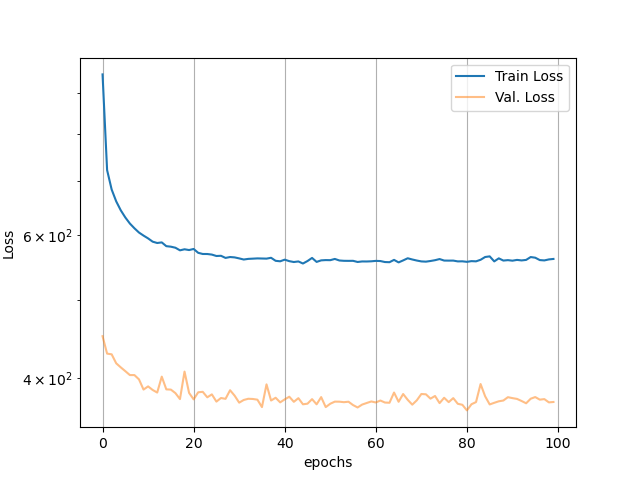 Train Loss
Val. Loss
Loss
6 × 10²
4 × 10²
0 20 40 60 80 100
epochs